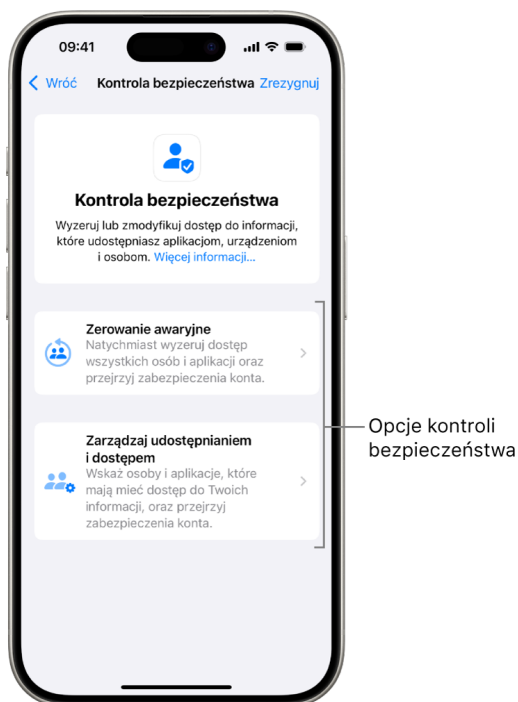 09:41
Wróć Kontrola bezpieczeństwa Zrezygnuj
Kontrola bezpieczeństwa
Wyzeruj lub zmodyfikuj dostęp do informacji,
które udostępniasz aplikacjom, urządzeniom
i osobom. Więcej informacji...
Zerowanie awaryjne
Natychmiast wyzeruj dostęp
wszystkich osób i aplikacji oraz
przejrzyj zabezpieczenia konta.
Zarządzaj udostępnianiem
i dostępem
Wskaż osoby i aplikacje, które
mają mieć dostęp do Twoich
informacji, oraz przejrzyj
zabezpieczenia konta.
Opcje kontroli
bezpieczeństwa